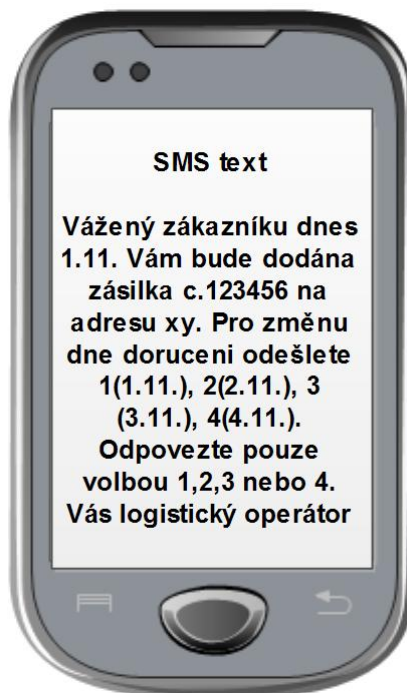 SMS text
Vážený zákazníku dnes
1.11. Vám bude dodána
zásilka c.123456 na
adresu xy. Pro změnu
dne doruceni odešlete
1(1.11.), 2(2.11.), 3
(3.11.), 4(4.11.).
Odpovezte pouze
volbou 1,2,3 nebo 4.
Vás logistický operátor